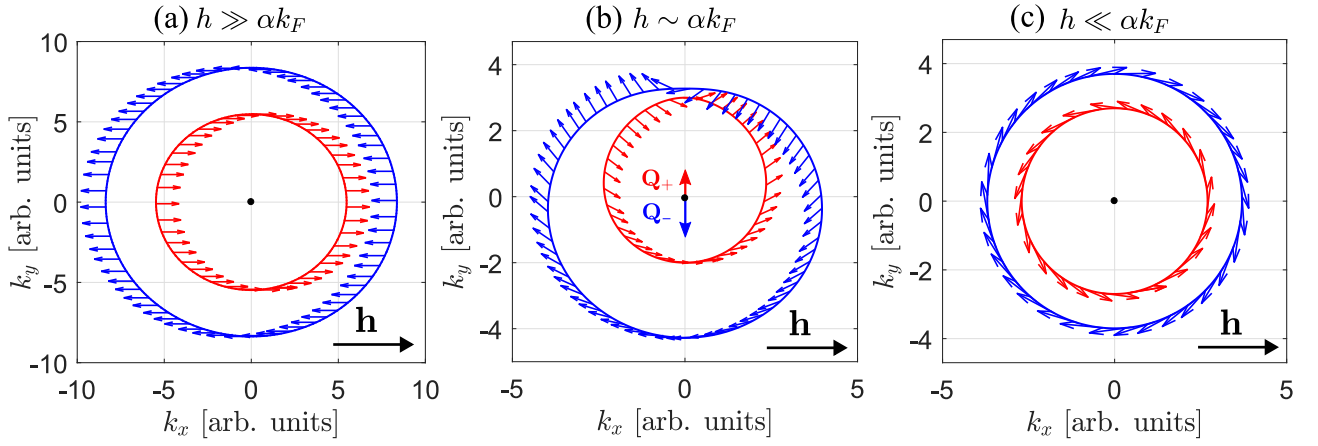 (a) h ≫ αk_F
10
5
0
-5
-10
k_y [arb. units]
h
-10 -5 0 5 10
k_x [arb. units]
(b) h ∼ αk_F
4
2
0
-2
-4
k_y [arb. units]
Q₊
Q₋
h
-5 0 5
k_x [arb. units]
(c) h ≪ αk_F
4
2
0
-2
-4
k_y [arb. units]
h
-5 0 5
k_x [arb. units]